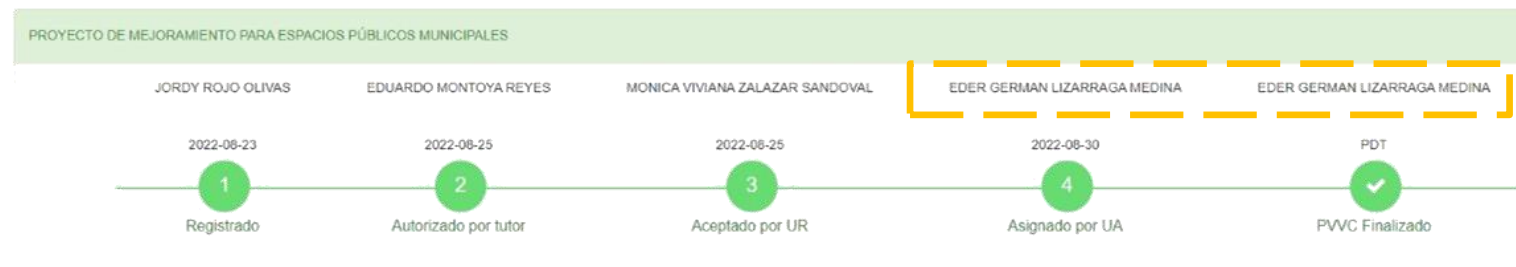 PROYECTO DE MEJORAMIENTO PARA ESPACIOS PÚBLICOS MUNICIPALES
JORDY ROJO OLIVAS EDUARDO MONTOYA REYES MONICA VIVIANA ZALAZAR SANDOVAL EDER GERMAN LIZARRAGA MEDINA EDER GERMAN LIZARRAGA MEDINA
2022-08-23 2022-08-25 2022-08-25 2022-08-30 PDT
1 2 3 4
Registrado Autorizado por tutor Aceptado por UR Asignado por UA PVVC Finalizado